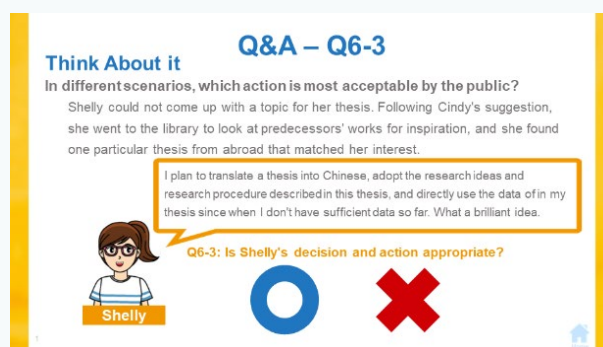 Q&A – Q6-3
Think About it
In different scenarios, which action is most acceptable by the public?
Shelly could not come up with a topic for her thesis. Following Cindy's suggestion,
she went to the library to look at predecessors' works for inspiration, and she found
one particular thesis from abroad that matched her interest.
I plan to translate a thesis into Chinese, adopt the research ideas and
research procedure described in this thesis, and directly use the data of in my
thesis since when I don't have sufficient data so far. What a brilliant idea.
Q6-3: Is Shelly's decision and action appropriate?
Shelly